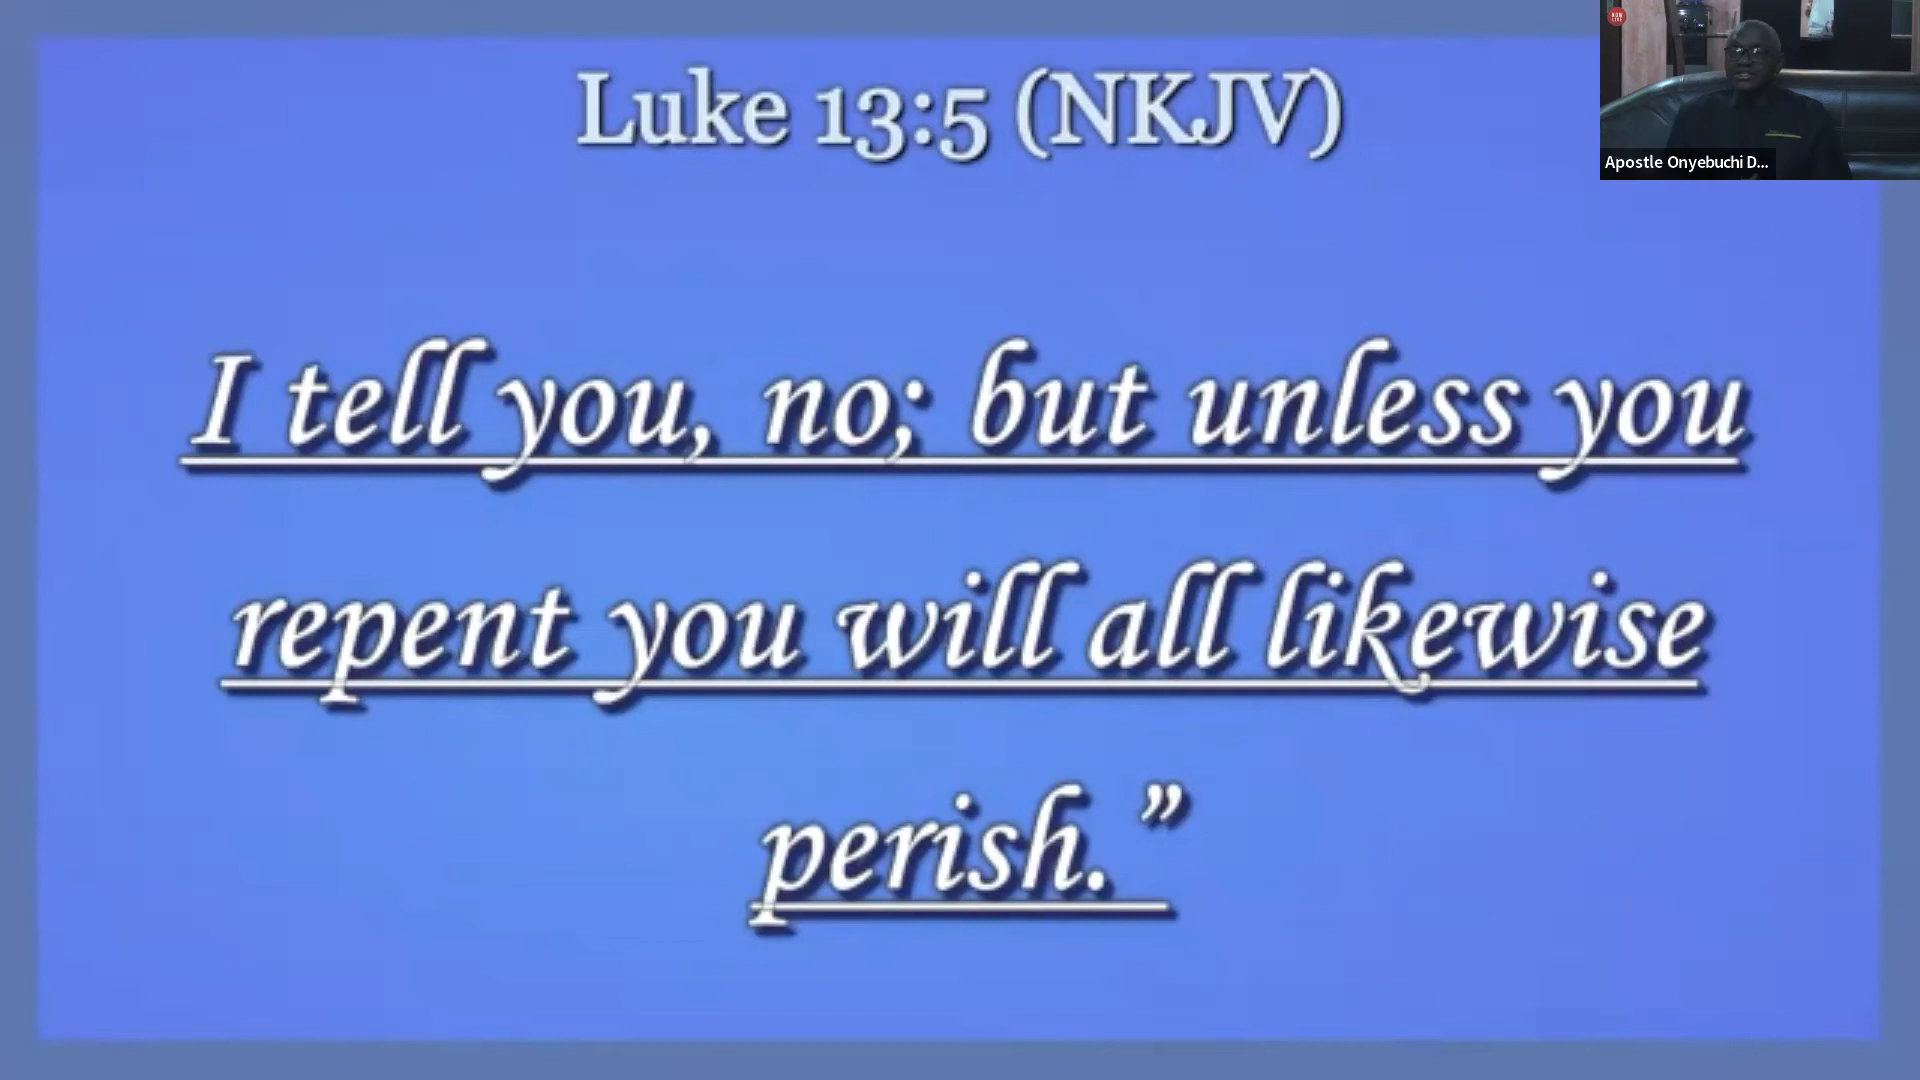 Luke 13:5 (NKJV)
I tell you, no; but unless you
repent you will all likewise
perish.”
Apostle Onyebuchi D...